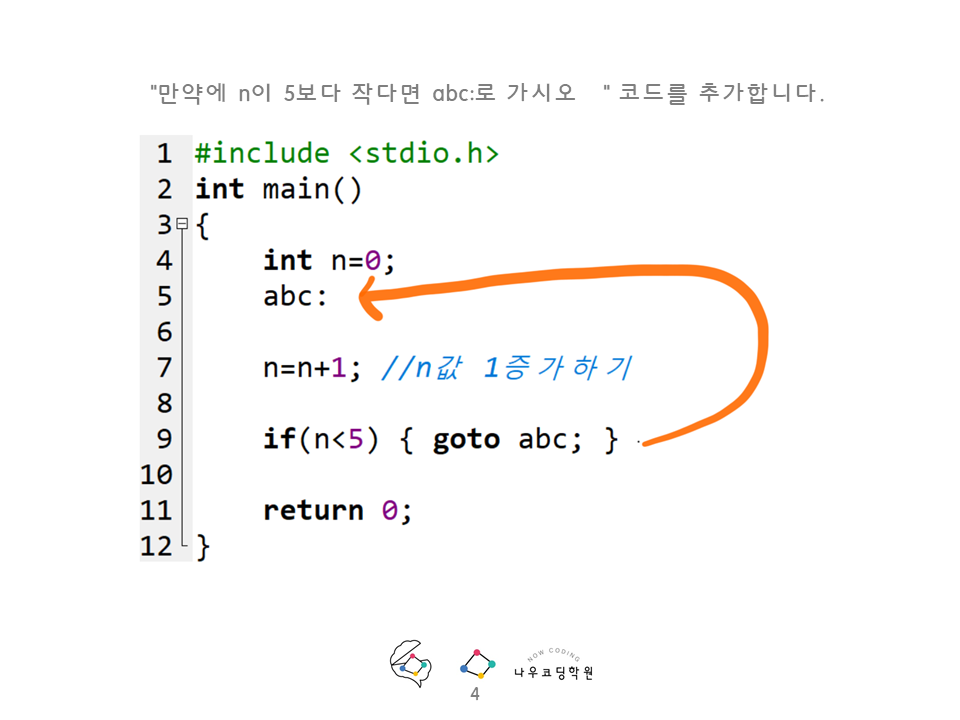 "만약에 n이 5보다 작다면 abc:로 가시오 " 코드를 추가합니다.
1 #include <stdio.h>
2 int main()
3 {
4 int n=0;
5 abc:
6
7 n=n+1; //n값 1증가하기
8
9 if(n<5) { goto abc; }
10
11 return 0;
12 }
NOW CODING
나우코딩학원
4